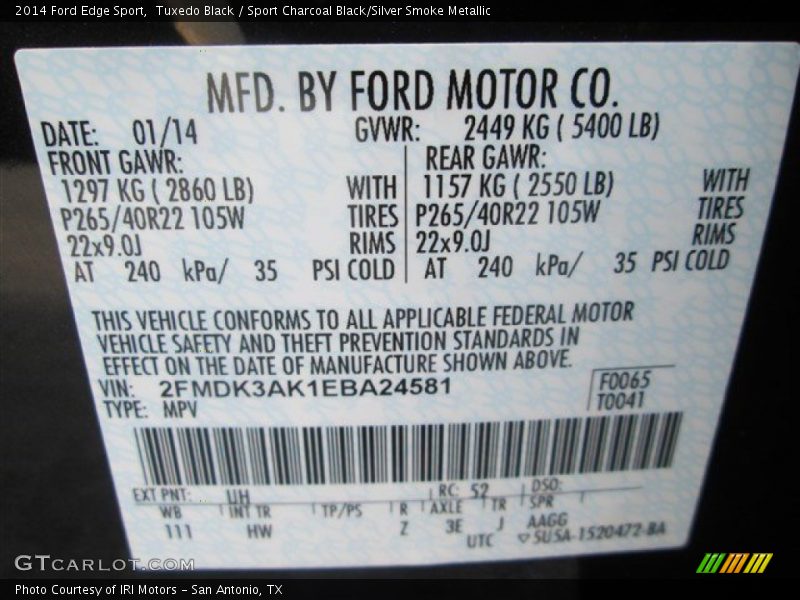 2014 Ford Edge Sport,  Tuxedo Black / Sport Charcoal Black/Silver Smoke Metallic
MFD. BY FORD MOTOR CO.
DATE: 01/14 GVWR: 2449 KG ( 5400 LB)
FRONT GAWR: REAR GAWR:
1297 KG ( 2860 LB) WITH 1157 KG ( 2550 LB) WITH
P265/40R22 105W TIRES P265/40R22 105W TIRES
22x9.0J RIMS 22x9.0J RIMS
AT 240 kPa/ 35 PSI COLD AT 240 kPa/ 35 PSI COLD
THIS VEHICLE CONFORMS TO ALL APPLICABLE FEDERAL MOTOR
VEHICLE SAFETY AND THEFT PREVENTION STANDARDS IN
EFFECT ON THE DATE OF MANUFACTURE SHOWN ABOVE.
VIN: 2FMDK3AK1EBA24581 F0065
TYPE: MPV T0041
EXT PNT: UH RC: 52 DSO:
WB INT TR TP/PS R AXLE TR SPR
111 HW Z 3E J AAGG
UTC ▽5U5A-1520472-BA
GTCARLOT.COM
Photo Courtesy of IRI Motors – San Antonio, TX